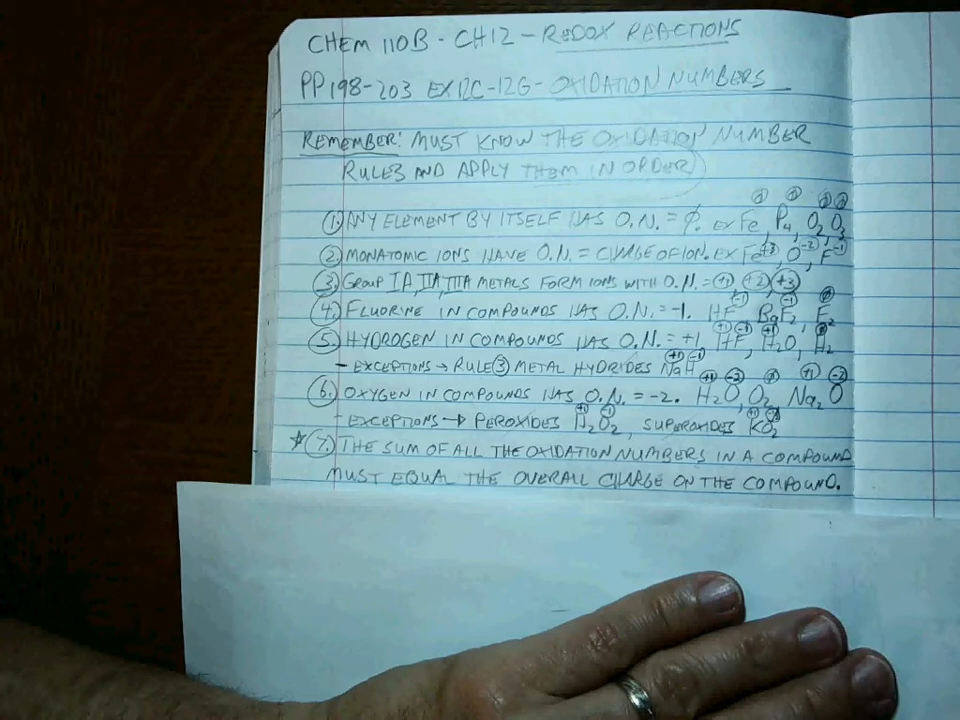 CHEM 110B - CH12 - REDOX REACTIONS
PP 198-203 EX 12C-12G - OXIDATION NUMBERS
REMEMBER: MUST KNOW THE OXIDATION NUMBER
RULES AND APPLY THEM IN ORDER
① ANY ELEMENT BY ITSELF HAS O.N. = ∅. EX Fe, P4, O2, O3
② MONATOMIC IONS HAVE O.N. = CHARGE OF ION. EX Fe+3, O-2, F-1
③ GROUP IA, IIA, IIIA METALS FORM IONS WITH O.N. = +1, +2, +3
④ FLUORINE IN COMPOUNDS HAS O.N. = -1. HF, BaF2, F2
⑤ HYDROGEN IN COMPOUNDS HAS O.N. = +1, HF, H2O, H2
- EXCEPTIONS → RULE ③ METAL HYDRIDES NaH
⑥ OXYGEN IN COMPOUNDS HAS O.N. = -2. H2O, O2, Na2O
- EXCEPTIONS → PEROXIDES H2O2, SUPEROXIDES KO2
☆ ⑦ THE SUM OF ALL THE OXIDATION NUMBERS IN A COMPOUND
MUST EQUAL THE OVERALL CHARGE ON THE COMPOUND.